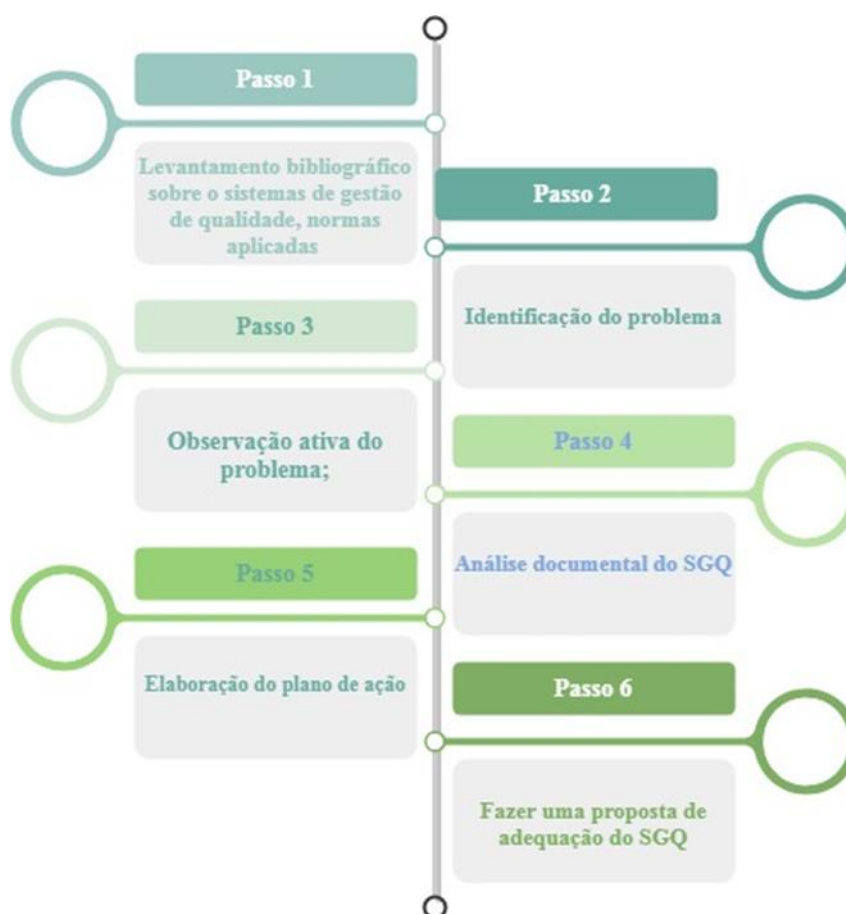 Passo 1
Levantamento bibliográfico
sobre o sistemas de gestão
de qualidade, normas
aplicadas
Passo 2
Identificação do problema
Passo 3
Observação ativa do
problema;
Passo 4
Análise documental do SGQ
Passo 5
Elaboração do plano de ação
Passo 6
Fazer uma proposta de
adequação do SGQ